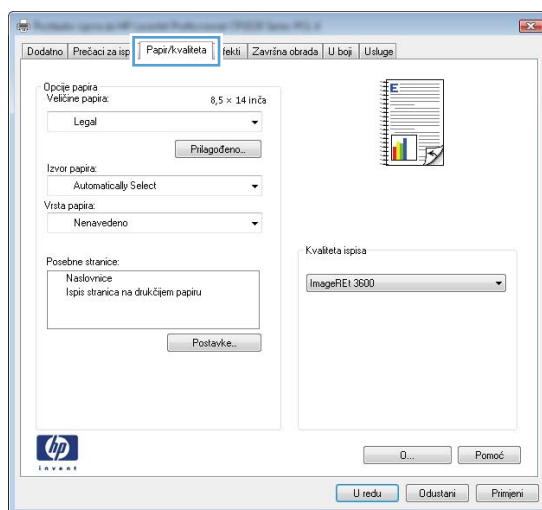 Dodatno Prečaci za isp Papir/kvaliteta fekti Završna obrada U boji Usluge
Opcije papira
Veličine papira: 8,5 × 14 inča
Legal
Prilagođeno...
Izvor papira:
Automatically Select
Vrsta papira:
Nenavedeno
Posebne stranice:
Naslovnice
Ispis stranica na drukčijem papiru
Postavke...
E
Kvaliteta ispisa
ImageREt 3600
hp
invent
O... Pomoć
U redu Odustani Primjeni